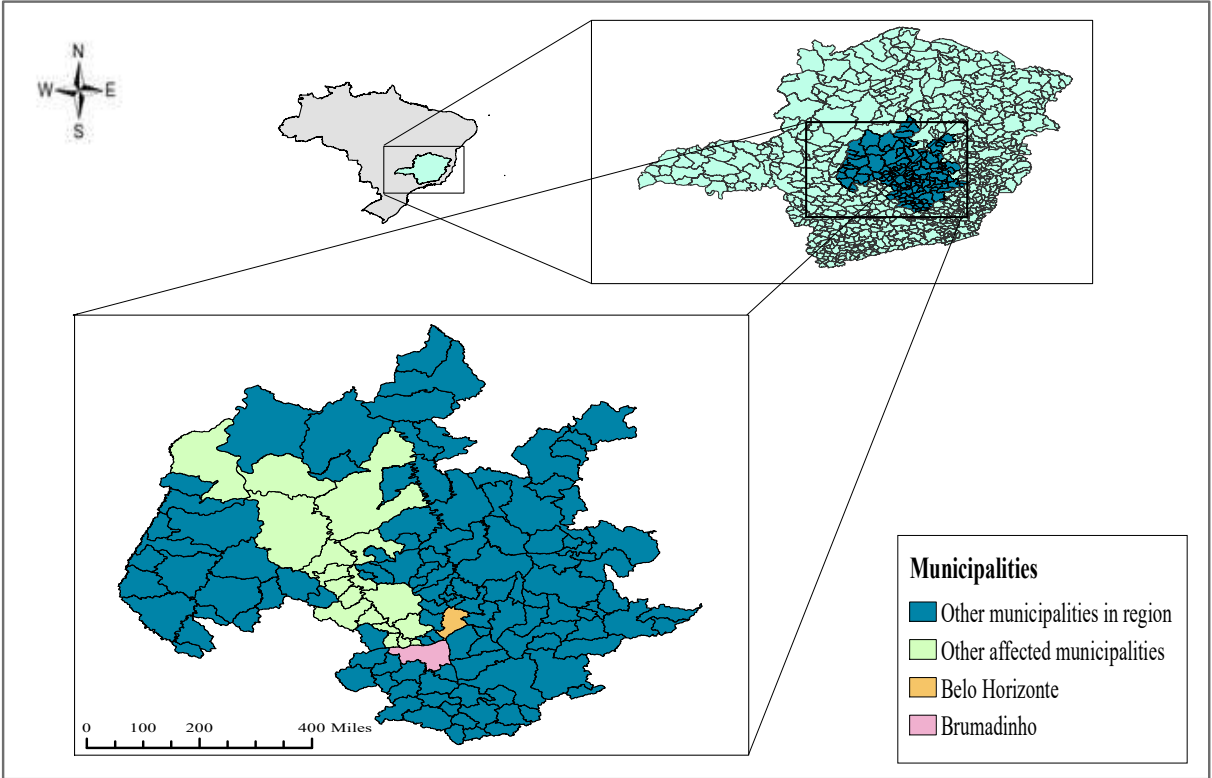 N
W E
S
0 100 200 400 Miles
Municipalities
Other municipalities in region
Other affected municipalities
Belo Horizonte
Brumadinho